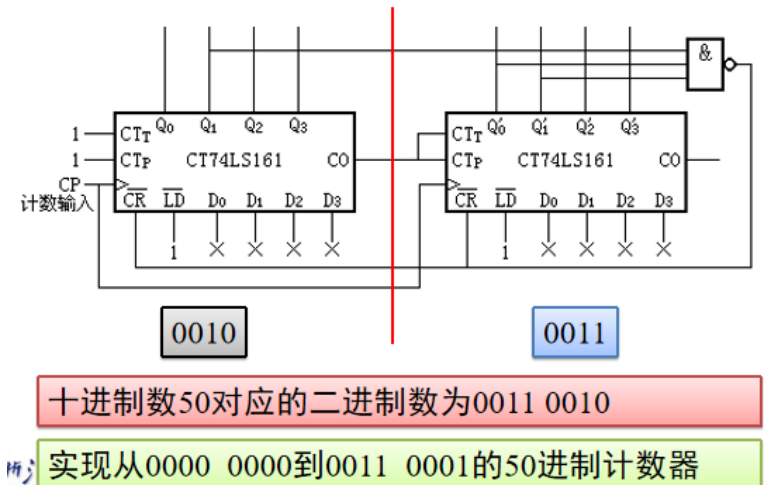 &
Q0 Q1 Q2 Q3
Q0' Q1' Q2' Q3'
1 CTT
1 CTP CT74LS161 CO
CP
计数输入
CR LD D0 D1 D2 D3
1 × × × ×
CTT
CTP CT74LS161 CO
CR LD D0 D1 D2 D3
1 × × × ×
0010
0011
十进制数50对应的二进制数为0011 0010
实现从0000 0000到0011 0001的50进制计数器